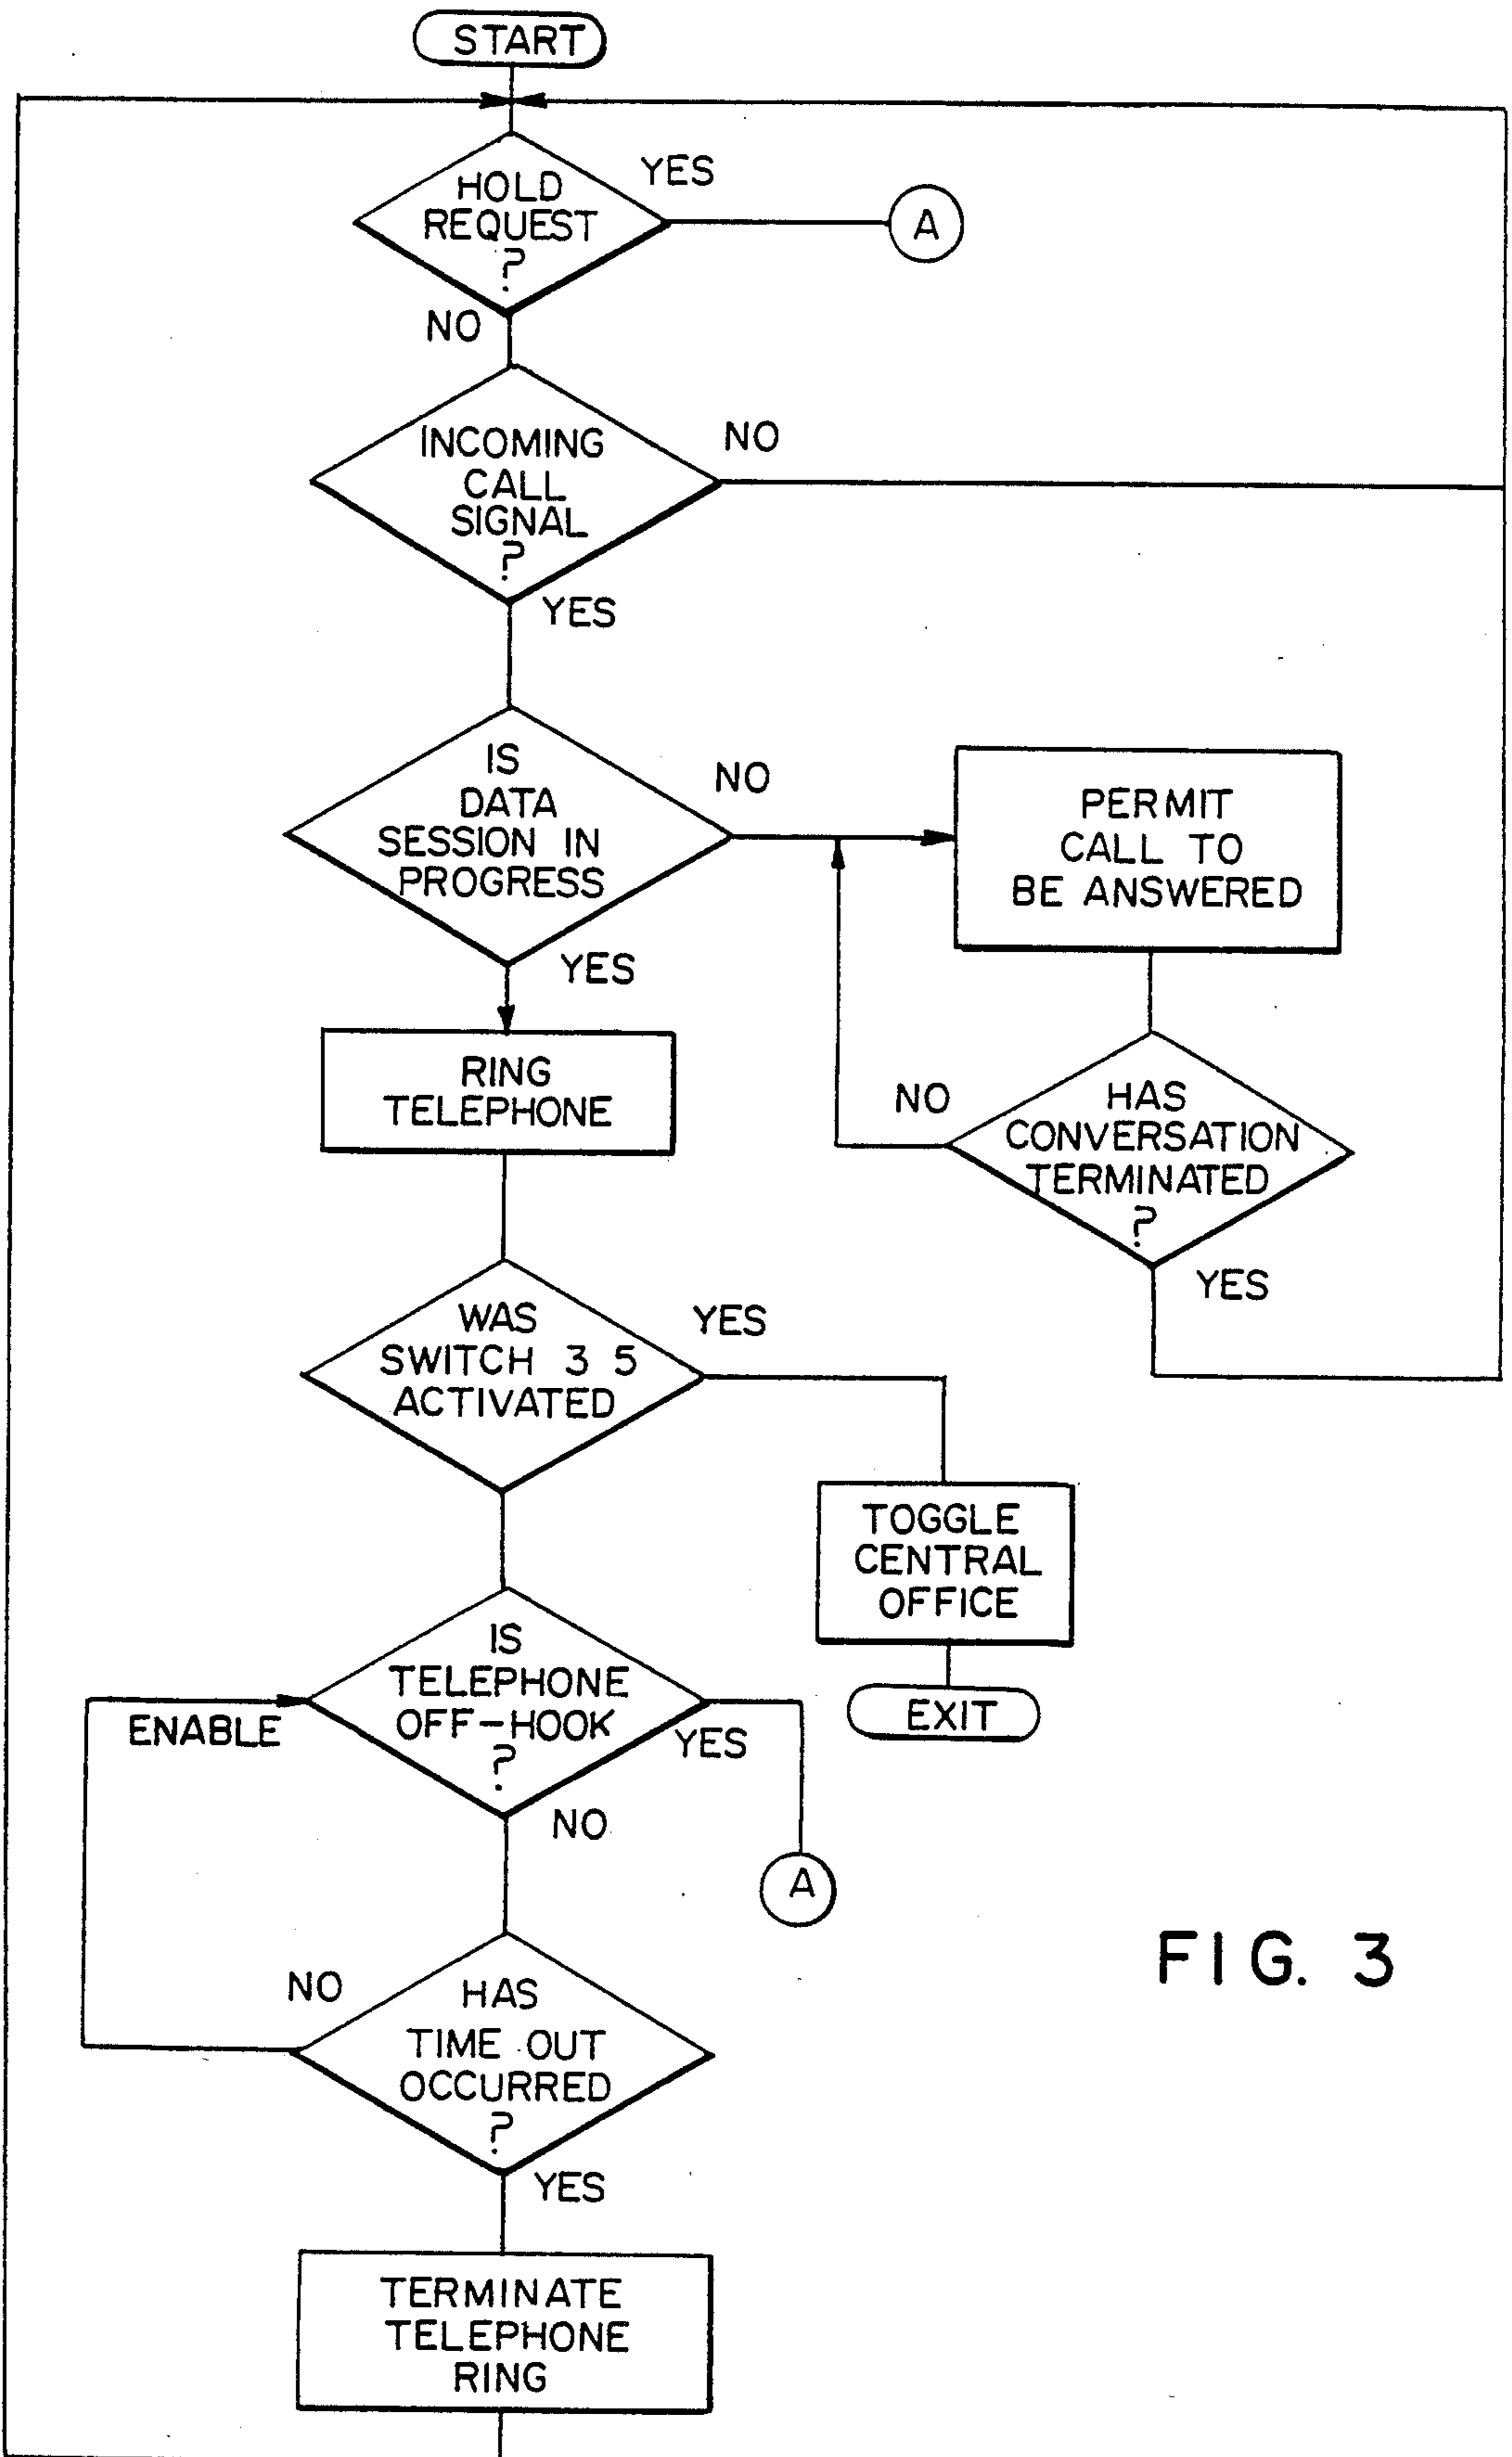 START
HOLD
REQUEST
?
YES
A
NO
INCOMING
CALL
SIGNAL
?
NO
YES
IS
DATA
SESSION IN
PROGRESS
NO
YES
PERMIT
CALL TO
BE ANSWERED
RING
TELEPHONE
NO
HAS
CONVERSATION
TERMINATED
?
YES
WAS
SWITCH 3 5
ACTIVATED
YES
TOGGLE
CENTRAL
OFFICE
EXIT
IS
TELEPHONE
OFF-HOOK
?
ENABLE
YES
NO
A
NO
HAS
TIME OUT
OCCURRED
?
YES
TERMINATE
TELEPHONE
RING
FIG. 3